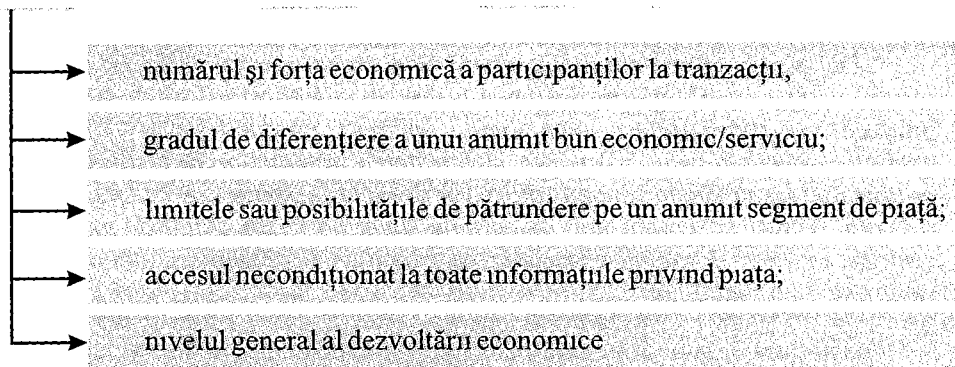 numărul şi forţa economică a participanţilor la tranzacţii,
gradul de diferenţiere a unui anumit bun economic/serviciu;
limitele sau posibilităţile de pătrundere pe un anumit segment de piaţă;
accesul necondiţionat la toate informaţiile privind piaţa;
nivelul general al dezvoltării economice